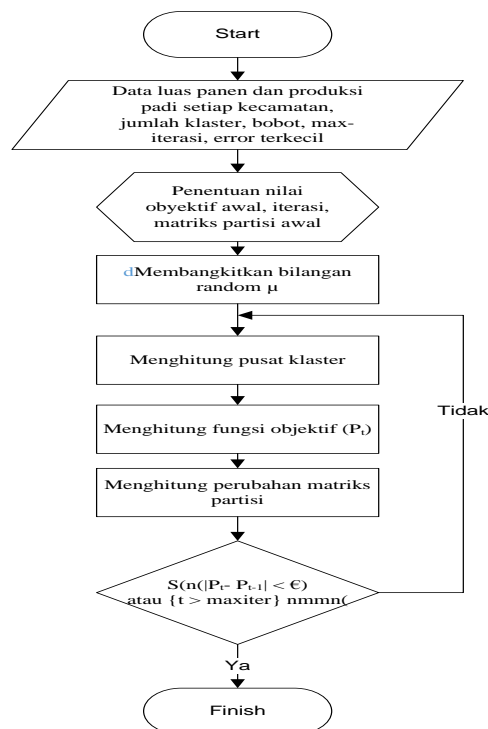 Start
Data luas panen dan produksi
padi setiap kecamatan,
jumlah klaster, bobot, max-
iterasi, error terkecil
Penentuan nilai
obyektif awal, iterasi,
matriks partisi awal
dMembangkitkan bilangan
random µ
Menghitung pusat klaster
Tidak
Menghitung fungsi objektif (Pₜ)
Menghitung perubahan matriks
partisi
S(n(|Pₜ- Pₜ₋₁| < €)
atau {t > maxiter} nmmn(
Ya
Finish